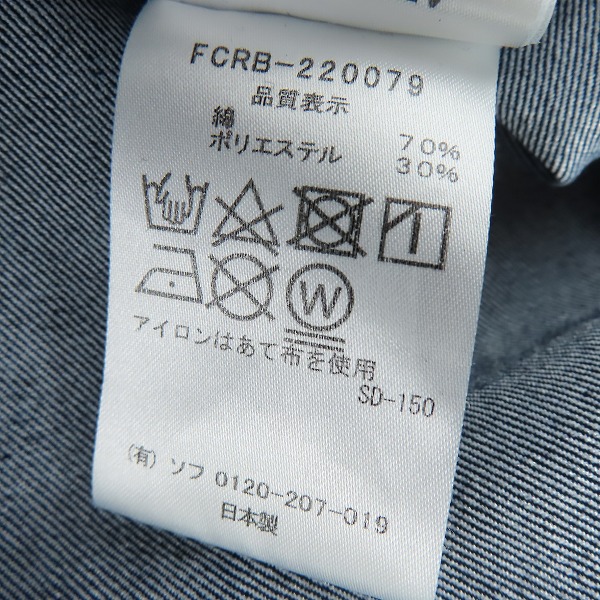 FCRB-220079
品質表示
綿 70%
ポリエステル 30%
W
アイロンはあて布を使用
SD-150
(有) ソフ 0120-207-019
日本製